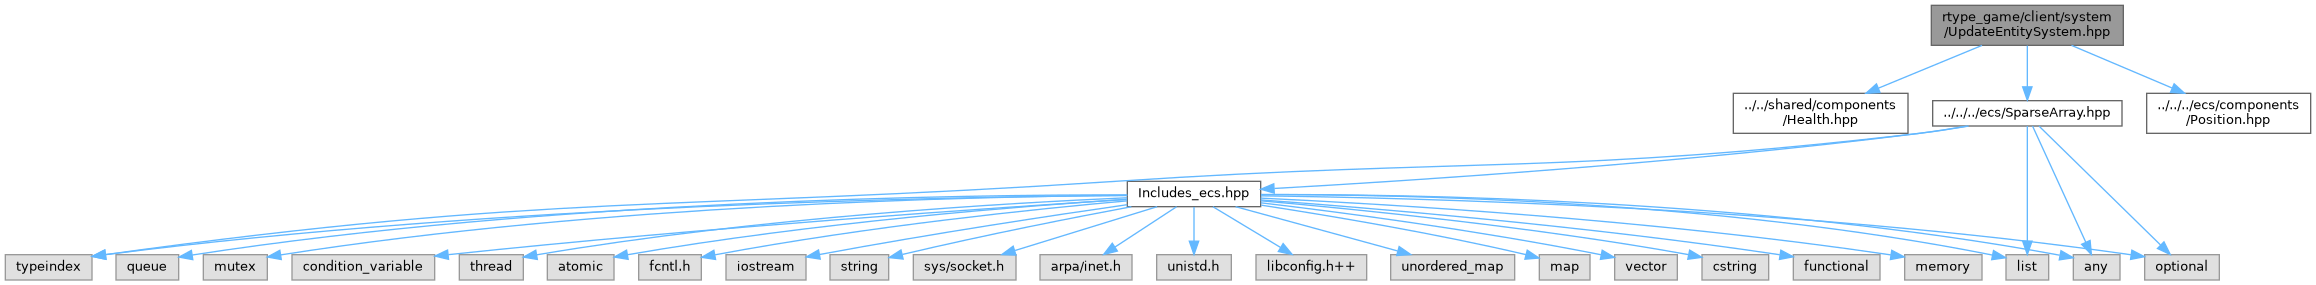 rtype_game/client/system
/UpdateEntitySystem.hpp
../../shared/components
/Health.hpp
../../../ecs/SparseArray.hpp
../../../ecs/components
/Position.hpp
Includes_ecs.hpp
typeindex
queue
mutex
condition_variable
thread
atomic
fcntl.h
iostream
string
sys/socket.h
arpa/inet.h
unistd.h
libconfig.h++
unordered_map
map
vector
cstring
functional
memory
list
any
optional